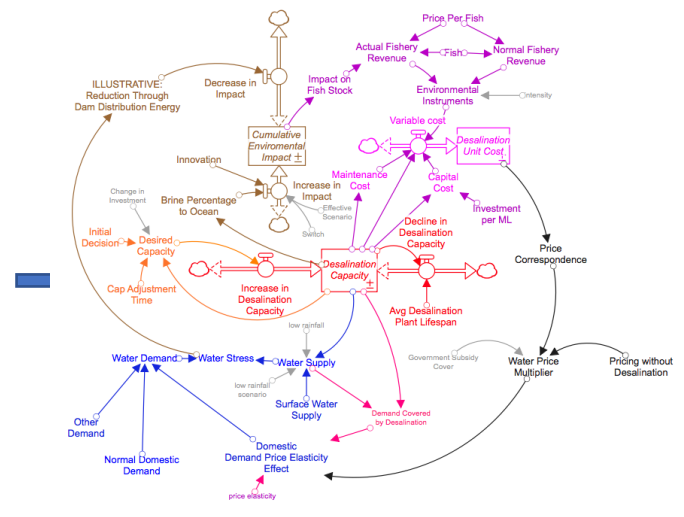 Price Per Fish
Actual Fishery
Revenue
Fish
Normal Fishery
Revenue
ILLUSTRATIVE:
Reduction Through
Dam Distribution Energy
Decrease in
Impact
Impact on
Fish Stock
Environmental
Instruments
Intensity
Variable cost
Cumulative
Enviromental
Impact
Desalination
Unit Cost
Innovation
Maintenance
Cost
Capital
Cost
Increase in
Impact
Brine Percentage
to Ocean
Change in
Investment
Effective
Scenario
Switch
Investment
per ML
Initial
Decision
Desired
Capacity
Decline in
Desalination
Capacity
Desalination
Capacity
Price
Correspondence
Cap Adjustment
Time
Increase in
Desalination
Capacity
Avg Desalination
Plant Lifespan
low rainfall
Water Demand
Water Stress
Water Supply
Government Subsidy
Cover
Water Price
Multiplier
Pricing without
Desalination
low rainfall
scenario
Surface Water
Supply
Demand Covered
by Desalination
Other
Demand
Normal Domestic
Demand
Domestic
Demand Price Elasticity
Effect
price elasticity